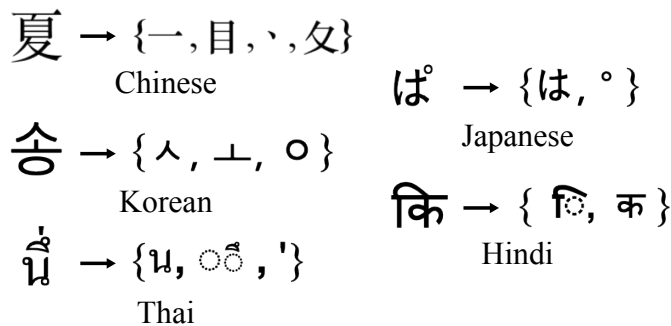 夏 → {一, 目, 丶, 夂}
Chinese
송 → {ㅅ, ㅗ, ㅇ}
Korean
นึ่ → {น, ◌ึ , '}
Thai
ぱ → {は, ° }
Japanese
कि → { ि, क }
Hindi